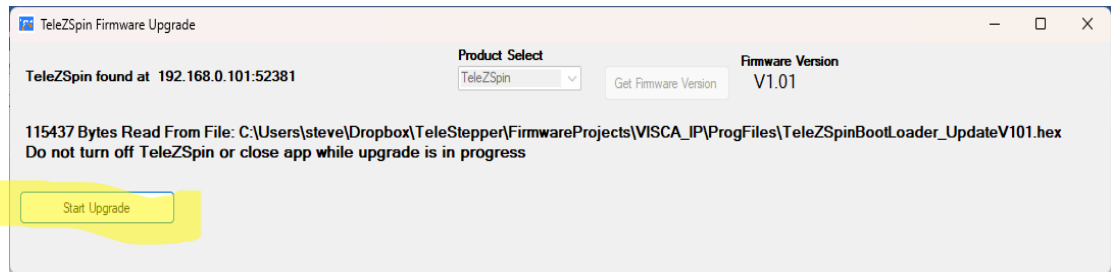 TeleZSpin Firmware Upgrade
Product Select
TeleZSpin found at 192.168.0.101:52381
TeleZSpin
Get Firmware Version
Firmware Version
V1.01
115437 Bytes Read From File: C:\Users\steve\Dropbox\TeleStepper\FirmwareProjects\VISCA_IP\ProgFiles\TeleZSpinBootLoader_UpdateV101.hex
Do not turn off TeleZSpin or close app while upgrade is in progress
Start Upgrade